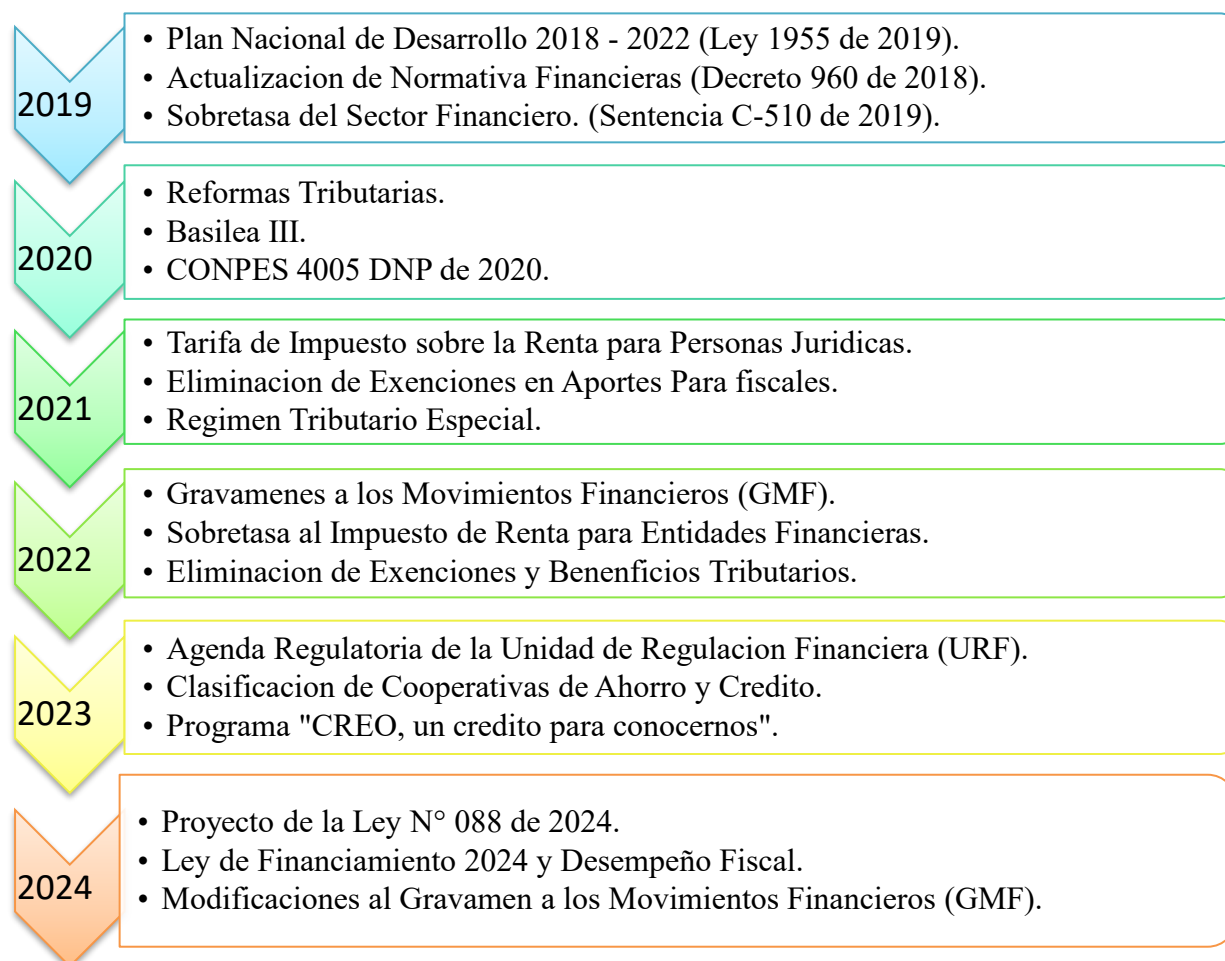 2019
• Plan Nacional de Desarrollo 2018 - 2022 (Ley 1955 de 2019).
• Actualizacion de Normativa Financieras (Decreto 960 de 2018).
• Sobretasa del Sector Financiero. (Sentencia C-510 de 2019).
2020
• Reformas Tributarias.
• Basilea III.
• CONPES 4005 DNP de 2020.
2021
• Tarifa de Impuesto sobre la Renta para Personas Juridicas.
• Eliminacion de Exenciones en Aportes Para fiscales.
• Regimen Tributario Especial.
2022
• Gravamenes a los Movimientos Financieros (GMF).
• Sobretasa al Impuesto de Renta para Entidades Financieras.
• Eliminacion de Exenciones y Benenficios Tributarios.
2023
• Agenda Regulatoria de la Unidad de Regulacion Financiera (URF).
• Clasificacion de Cooperativas de Ahorro y Credito.
• Programa "CREO, un credito para conocernos".
2024
• Proyecto de la Ley N° 088 de 2024.
• Ley de Financiamiento 2024 y Desempeño Fiscal.
• Modificaciones al Gravamen a los Movimientos Financieros (GMF).